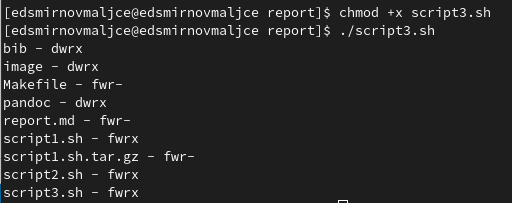 [edsmirnovmaljce@edsmirnovmaljce report]$ chmod +x script3.sh
[edsmirnovmaljce@edsmirnovmaljce report]$ ./script3.sh
bib - dwrx
image - dwrx
Makefile - fwr-
pandoc - dwrx
report.md - fwr-
script1.sh - fwrx
script1.sh.tar.gz - fwr-
script2.sh - fwrx
script3.sh - fwrx